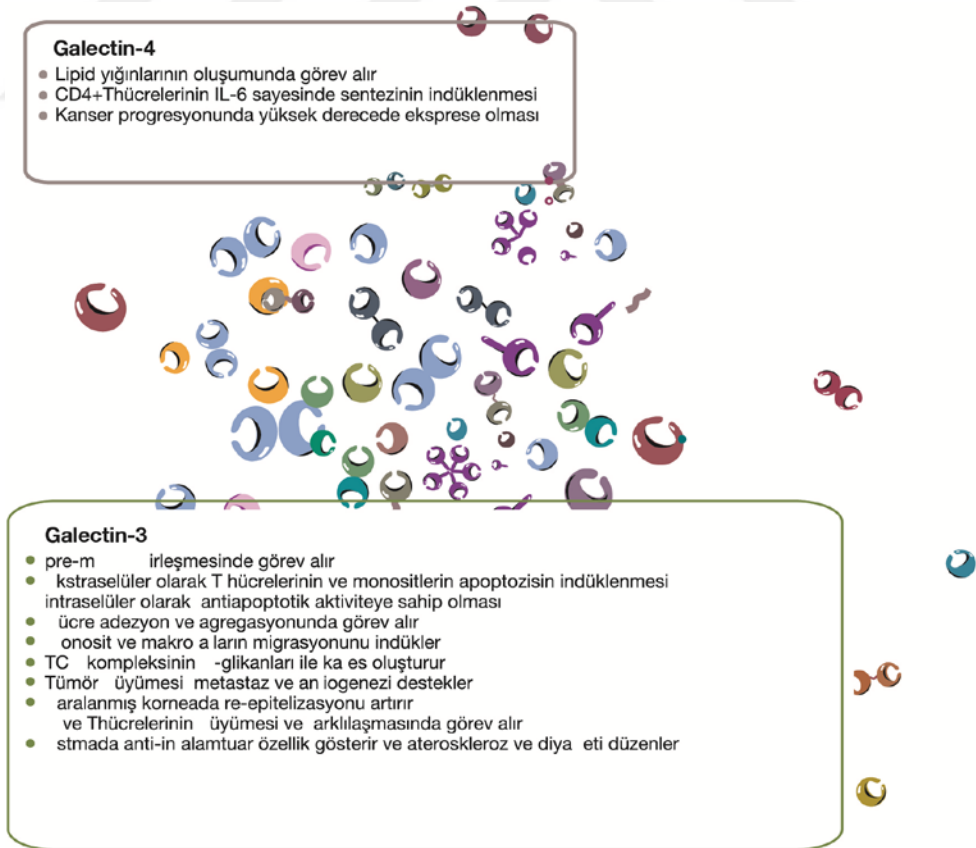 Galectin-4
Lipid yığınlarının oluşumunda görev alır
CD4+Thücrelerinin IL-6 sayesinde sentezinin indüklenmesi
Kanser progresyonunda yüksek derecede eksprese olması
Galectin-3
pre-m irleşmesinde görev alır
kstraselüler olarak T hücrelerinin ve monositlerin apoptozisin indüklenmesi
intraselüler olarak antiapoptotik aktiviteye sahip olması
ücre adezyon ve agregasyonunda görev alır
onosit ve makro a ların migrasyonunu indükler
TC kompleksinin -glikanları ile ka es oluşturur
Tümör üyümesi metastaz ve an iogenezi destekler
aralanmış korneada re-epitelizasyonu artırır
ve Thücrelerinin üyümesi ve arklılaşmasında görev alır
stmada anti-in alamtuar özellik gösterir ve ateroskleroz ve diya eti düzenler